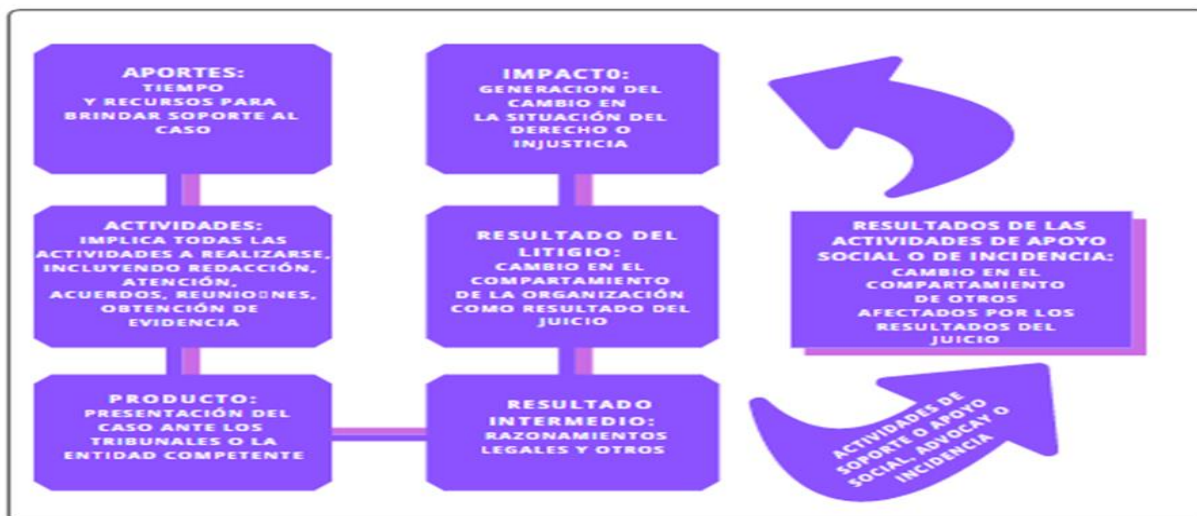 APORTES:
TIEMPO
Y RECURSOS PARA
BRINDAR SOPORTE AL
CASO
ACTIVIDADES:
IMPLICA TODAS LAS
ACTIVIDADES A REALIZARSE,
INCLUYENDO REDACCIÓN,
ATENCIÓN,
ACUERDOS, REUNIO▯NES,
OBTENCIÓN DE
EVIDENCIA
PRODUCTO:
PRESENTACIÓN DEL
CASO ANTE LOS
TRIBUNALES O LA
ENTIDAD COMPETENTE
RESULTADO
INTERMEDIO:
RAZONAMIENTOS
LEGALES Y OTROS
RESULTADO DEL
LITIGIO:
CAMBIO EN EL
COMPARTAMIENTO
DE LA ORGANIZACIÓN
COMO RESULTADO DEL
JUICIO
IMPACT0:
GENERACION DEL
CAMBIO EN
LA SITUACIÓN DEL
DERECHO O
INJUSTICIA
ACTIVIDADES DE
SOPORTE O APOYO
SOCIAL, ADVOCAY O
INCIDENCIA
RESULTADOS DE LAS
ACTIVIDADES DE APOYO
SOCIAL O DE INCIDENCIA:
CAMBIO EN EL
COMPARTAMIENTO
DE OTROS
AFECTADOS POR LOS
RESULTADOS DEL
JUICIO